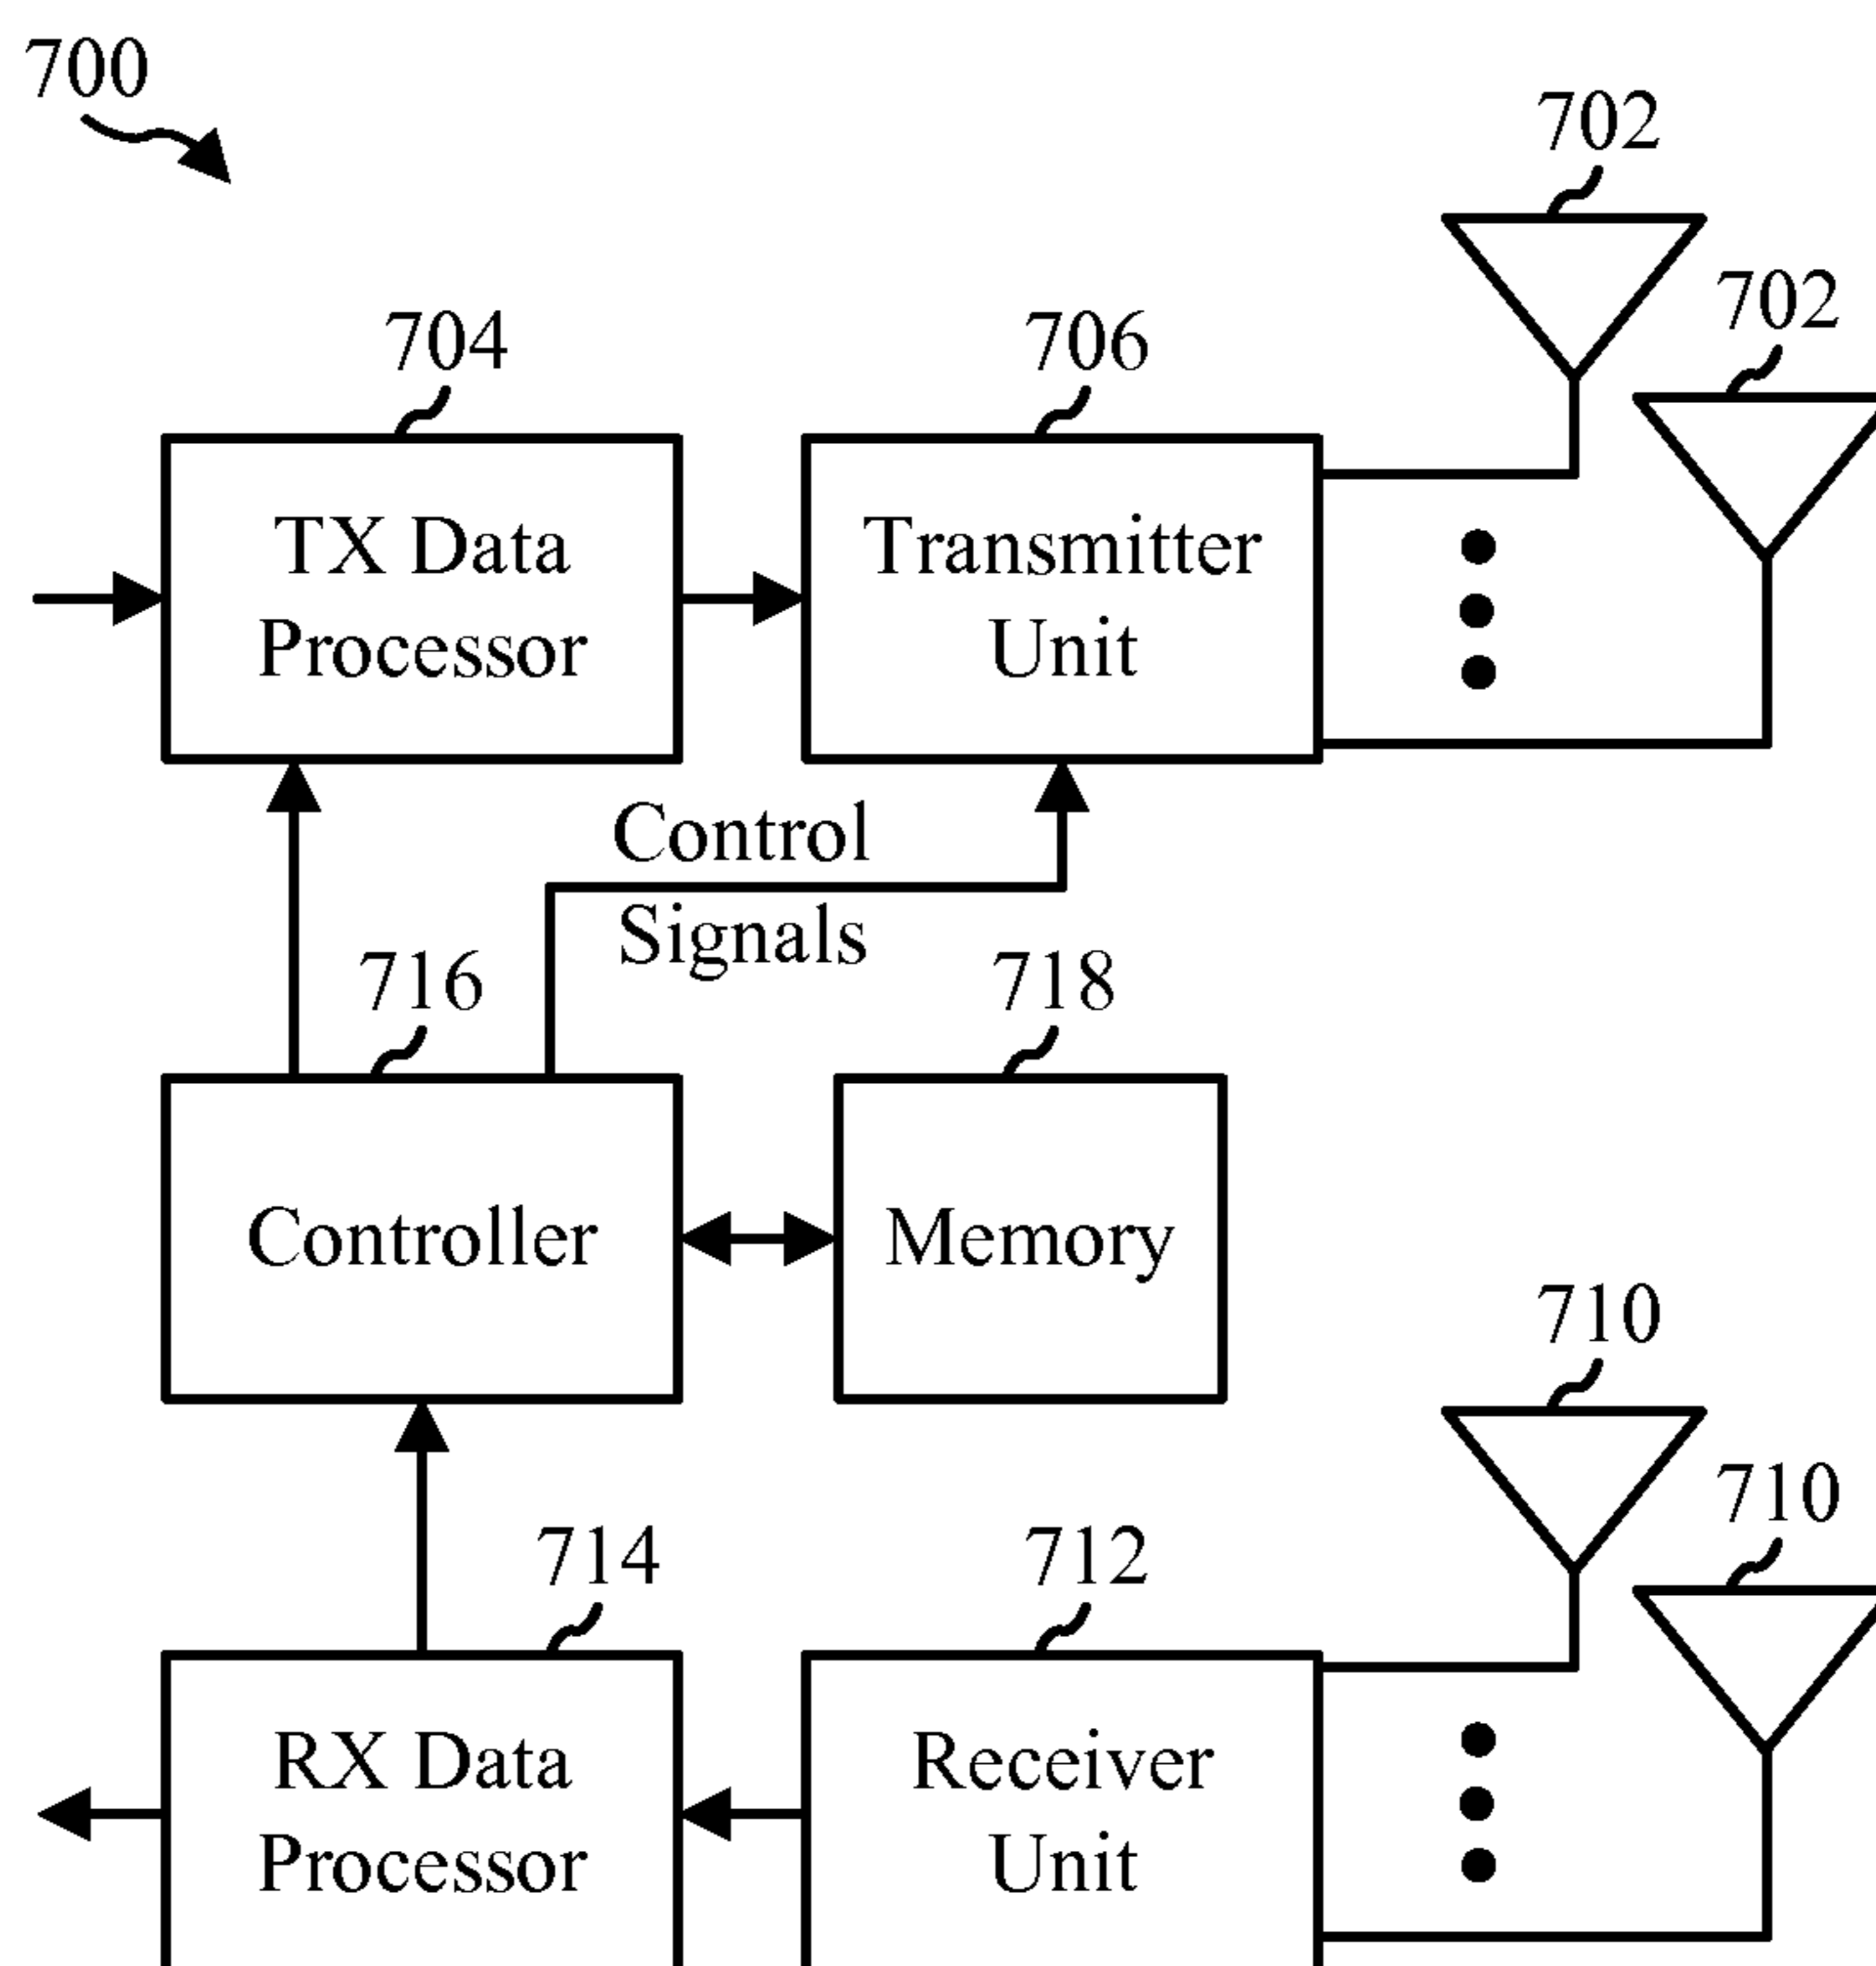 700
702
702
704
706
TX Data
Processor
Transmitter
Unit
Control
Signals
716
718
Controller
Memory
710
710
714
712
RX Data
Processor
Receiver
Unit